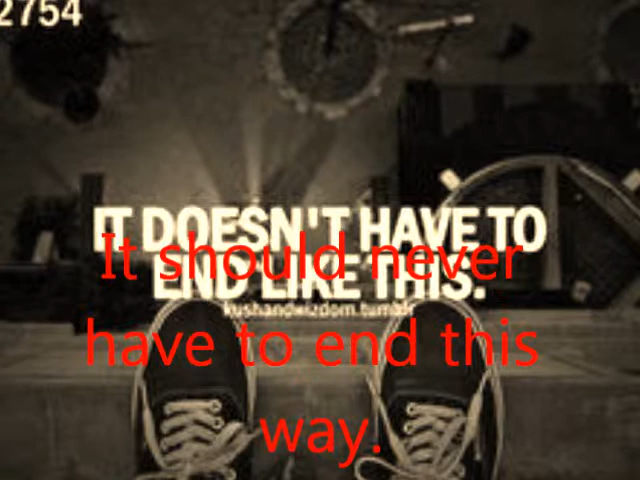 2754
IT DOESN'T HAVE TO
END LIKE THIS.
kushandwizdom.tumblr
It should never
have to end this
way.